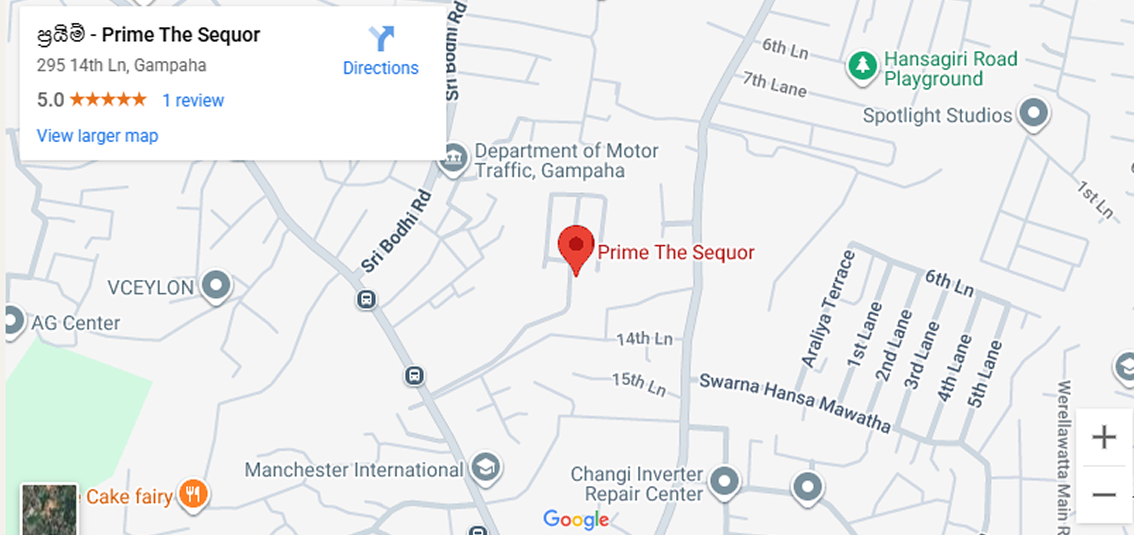 ප්‍රයිම් - Prime The Sequor
295 14th Ln, Gampaha
5.0
1 review
View larger map
Directions
Sri Bodhi Rd
6th Ln
7th Lane
Hansagiri Road
Playground
Spotlight Studios
Department of Motor
Traffic, Gampaha
1st Ln
Sri Bodhi Rd
Prime The Sequor
VCEYLON
AG Center
Araliya Terrace
6th Ln
1st Lane
2nd Lane
3rd Lane
4th Lane
5th Lane
14th Ln
15th Ln
Swarna Hansa Mawatha
Werellawatta Main R
Manchester International
Changi Inverter
Repair Center
Cake fairy
Google